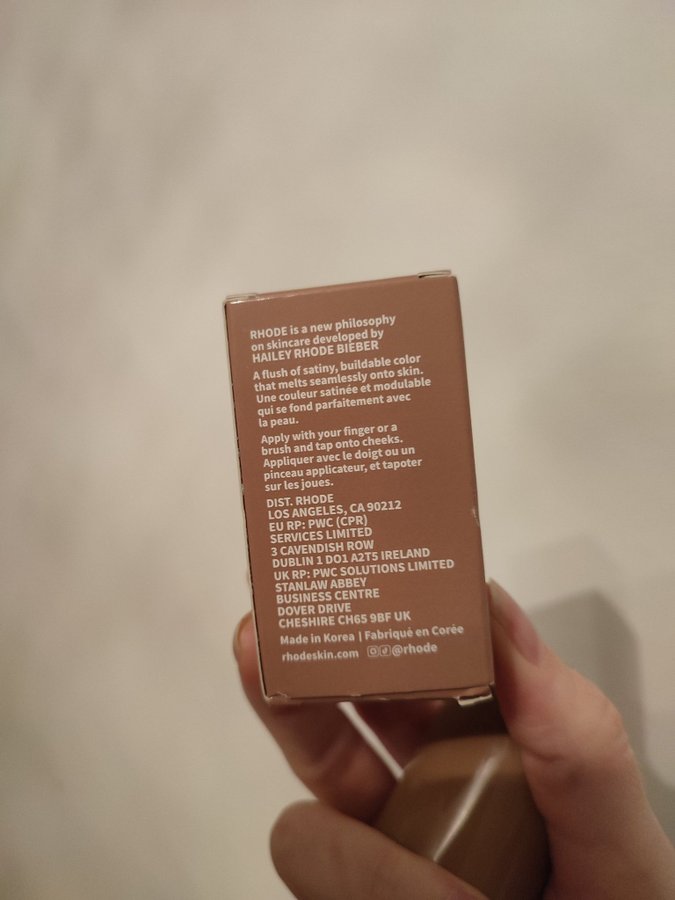 RHODE is a new philosophy
on skincare developed by
HAILEY RHODE BIEBER
A flush of satiny, buildable color
that melts seamlessly onto skin.
Une couleur satinée et modulable
qui se fond parfaitement avec
la peau.
Apply with your finger or a
brush and tap onto cheeks.
Appliquer avec le doigt ou un
pinceau applicateur, et tapoter
sur les joues.
DIST. RHODE
LOS ANGELES, CA 90212
EU RP: PWC (CPR)
SERVICES LIMITED
3 CAVENDISH ROW
DUBLIN 1 DO1 A2T5 IRELAND
UK RP: PWC SOLUTIONS LIMITED
STANLAW ABBEY
BUSINESS CENTRE
DOVER DRIVE
CHESHIRE CH65 9BF UK
Made in Korea | Fabriqué en Corée
rhodeskin.com @rhode